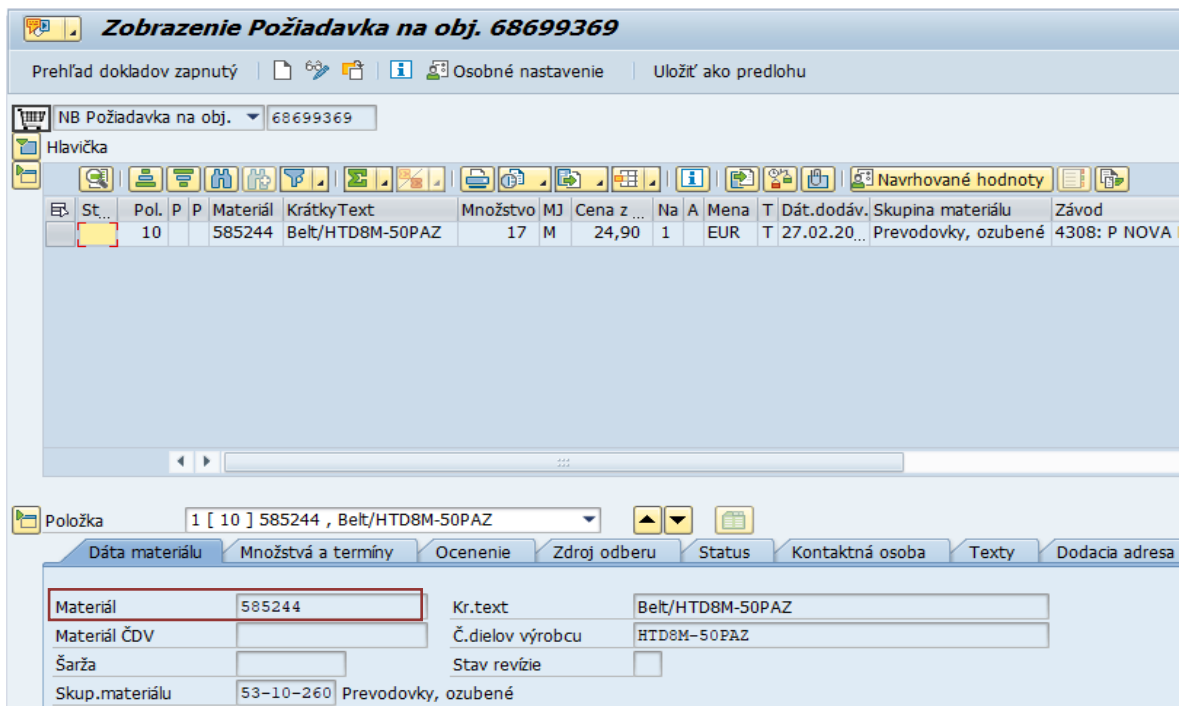 Zobrazenie Požiadavka na obj. 68699369
Prehľad dokladov zapnutý Osobné nastavenie Uložiť ako predlohu
NB Požiadavka na obj. 68699369
Hlavička
Navrhované hodnoty
St... Pol. P P Materiál KrátkyText Množstvo MJ Cena z ... Na A Mena T Dát.dodáv. Skupina materiálu Závod
10 585244 Belt/HTD8M-50PAZ 17 M 24,90 1 EUR T 27.02.20... Prevodovky, ozubené 4308: P NOVA
Položka 1 [ 10 ] 585244 , Belt/HTD8M-50PAZ
Dáta materiálu Množstvá a termíny Ocenenie Zdroj odberu Status Kontaktná osoba Texty Dodacia adresa
Materiál 585244 Kr.text Belt/HTD8M-50PAZ
Materiál ČDV Č.dielov výrobcu HTD8M-50PAZ
Šarža Stav revízie
Skup.materiálu 53-10-260 Prevodovky, ozubené